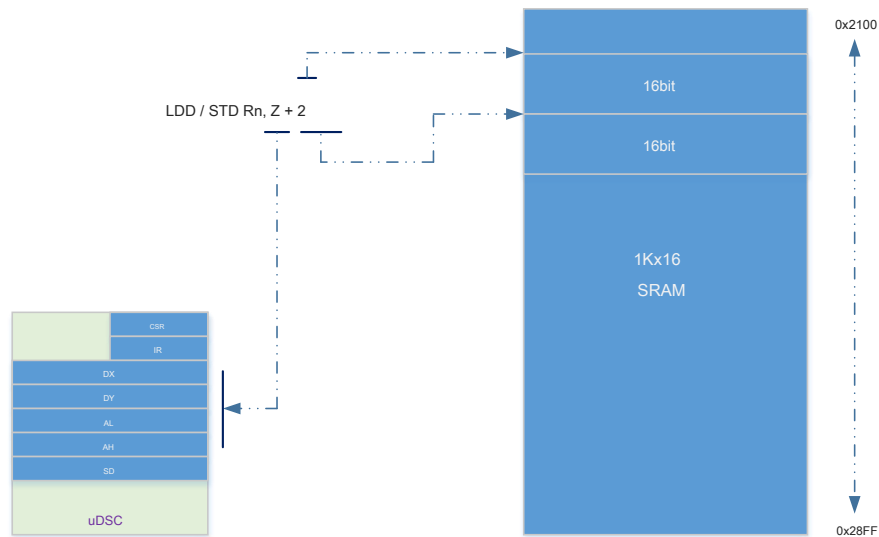 0x2100
16bit
LDD / STD Rn, Z + 2
16bit
1Kx16
SRAM
CSR
IR
DX
DY
AL
AH
SD
uDSC
0x28FF